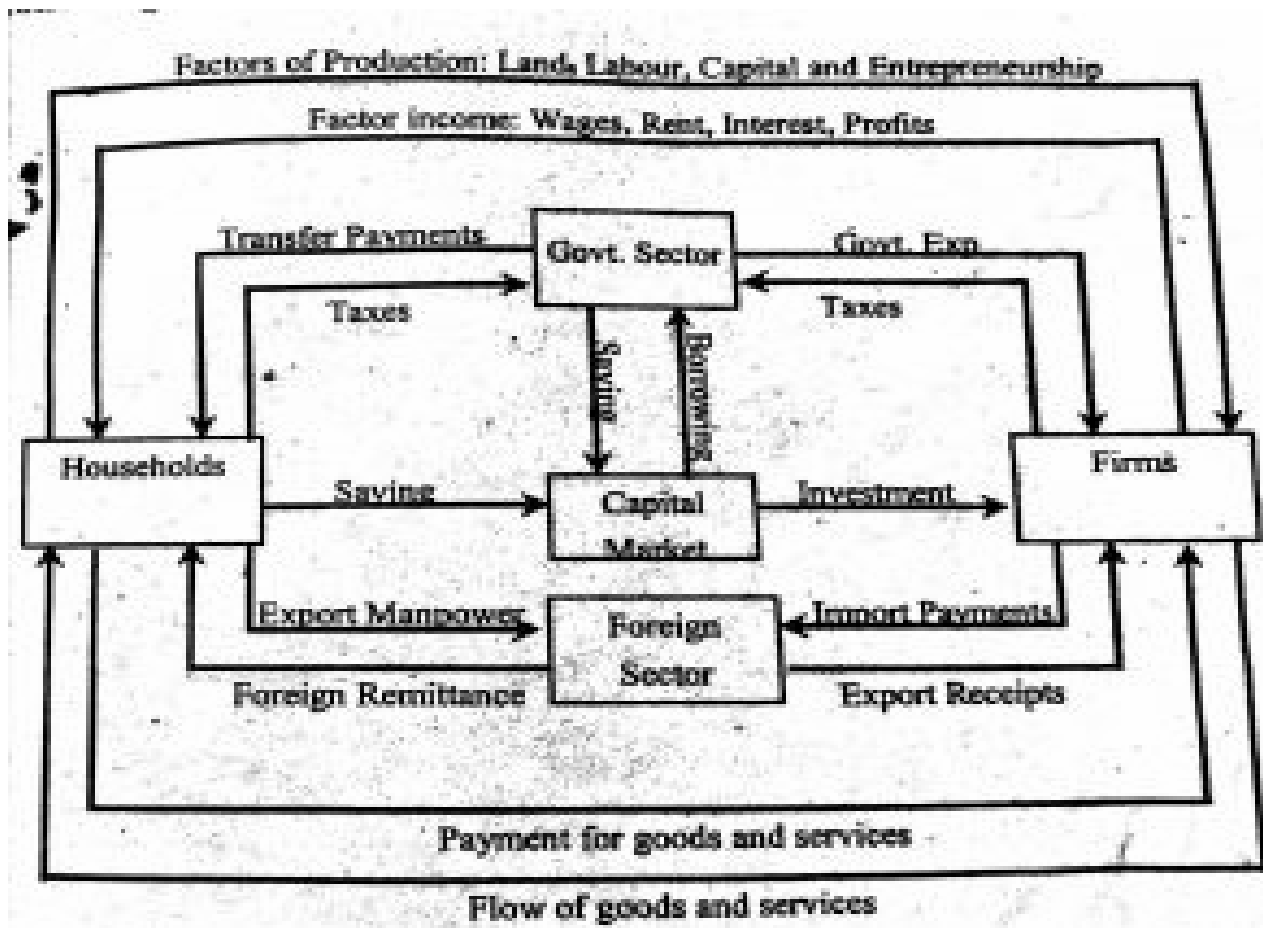 Factors of Production: Land, Labour, Capital and Entrepreneurship
Factor income: Wages, Rent, Interest, Profits
Transfer Payments
Govt. Sector
Govt. Exp
Taxes
Taxes
Saving
Borrowing
Households
Firms
Saving
Capital
Market
Investment
Export Manpower
Foreign
Sector
Import Payments
Foreign Remittance
Export Receipts
Payment for goods and services
Flow of goods and services